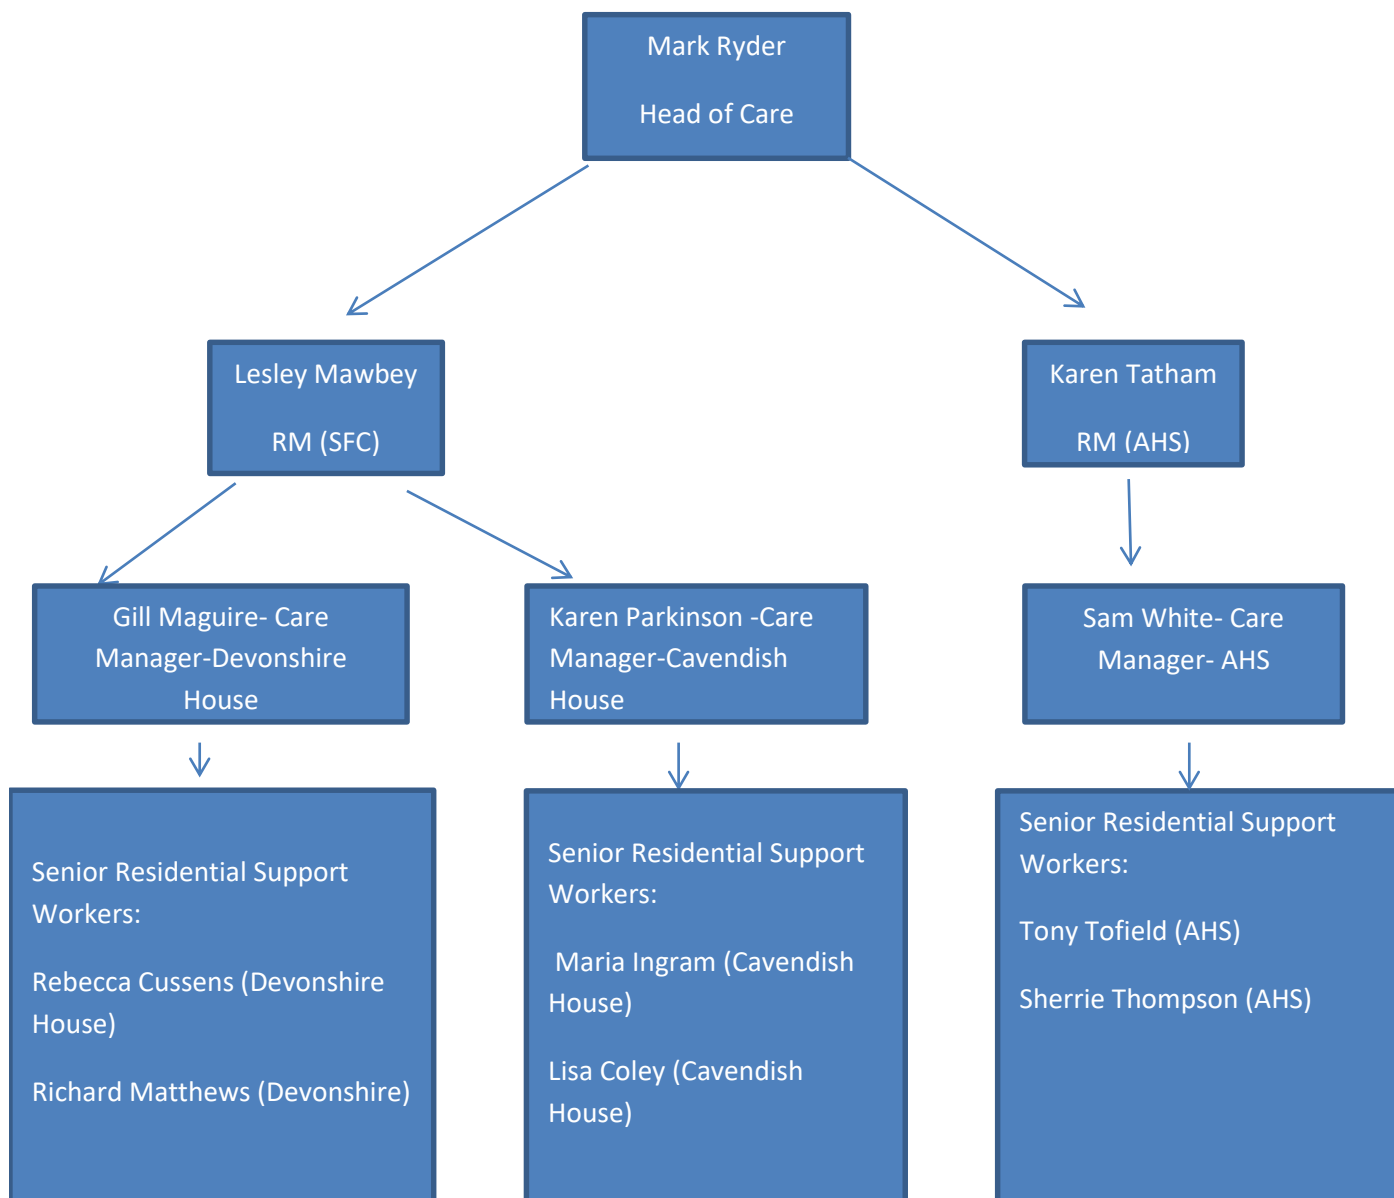 Mark Ryder
Head of Care
Lesley Mawbey
RM (SFC)
Karen Tatham
RM (AHS)
Gill Maguire- Care
Manager-Devonshire
House
Karen Parkinson -Care
Manager-Cavendish
House
Sam White- Care
Manager- AHS
Senior Residential Support
Workers:
Rebecca Cussens (Devonshire
House)
Richard Matthews (Devonshire)
Senior Residential Support
Workers:
Maria Ingram (Cavendish
House)
Lisa Coley (Cavendish
House)
Senior Residential Support
Workers:
Tony Tofield (AHS)
Sherrie Thompson (AHS)